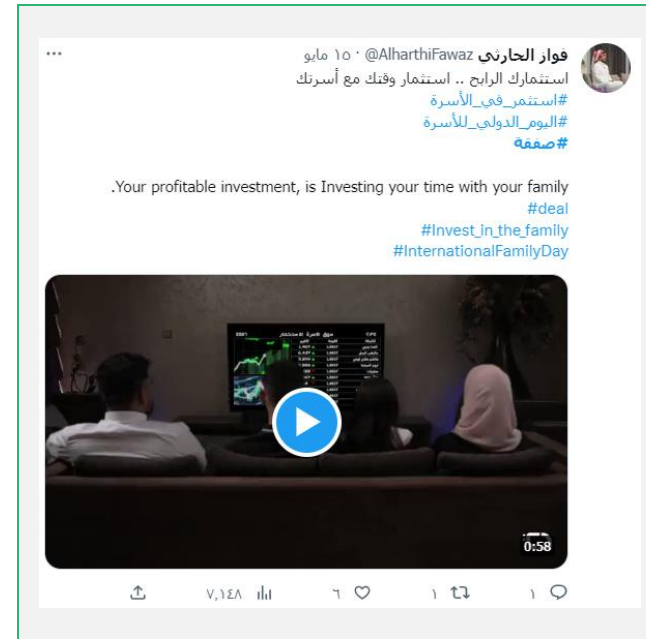 فواز الحارثي @AlharthiFawaz · ١٥ مايو
استثمارك الرابح .. استثمار وقتك مع أسرتك
#استثمر_في_الأسرة
#اليوم_الدولي_للأسرة
#صفقة
.Your profitable investment, is Investing your time with your family
#deal
#Invest_in_the_family
#InternationalFamilyDay
0:58
١
١
٦
٧,١٤٨